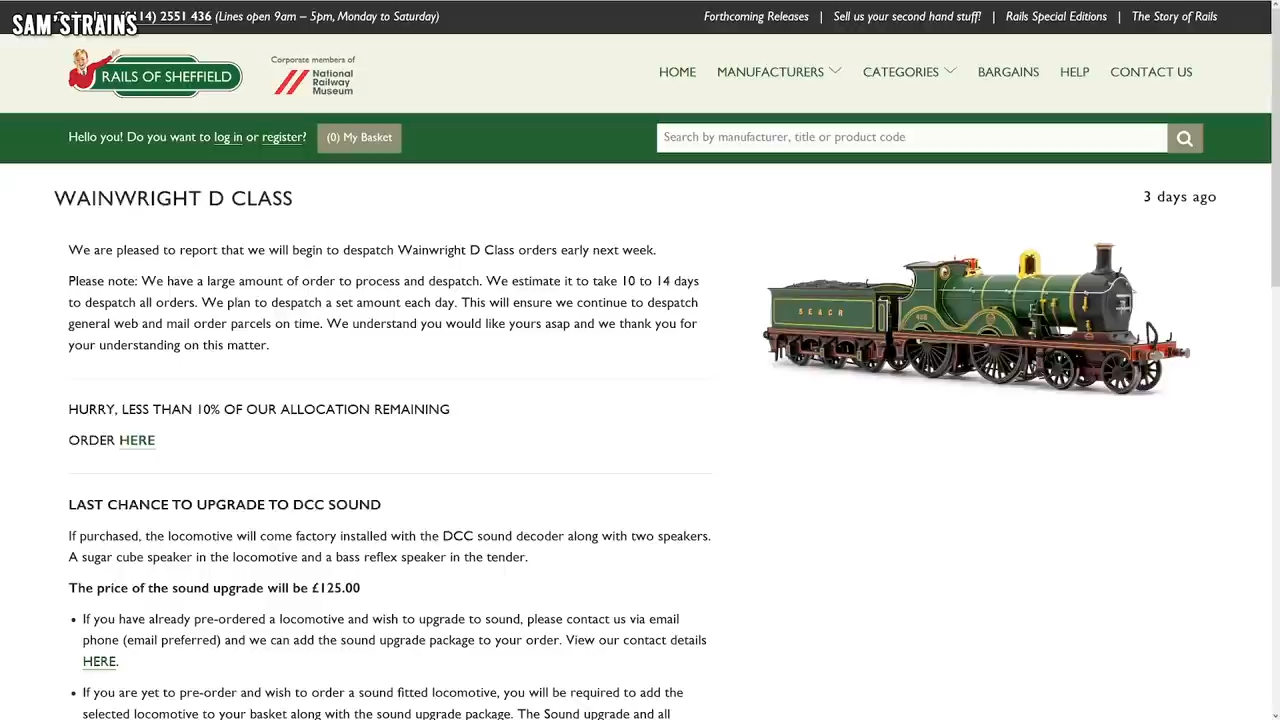 SAM'STRAINS
14) 2551 436 (Lines open 9am – 5pm, Monday to Saturday)
Forthcoming Releases | Sell us your second hand stuff? | Rails Special Editions | The Story of Rails
RAILS OF SHEFFIELD
Corporate members of
National
Railway
Museum
HOME MANUFACTURERS CATEGORIES BARGAINS HELP CONTACT US
Hello you! Do you want to log in or register? (0) My Basket
Search by manufacturer, title or product code
WAINWRIGHT D CLASS
3 days ago
We are pleased to report that we will begin to despatch Wainwright D Class orders early next week.
Please note: We have a large amount of order to process and despatch. We estimate it to take 10 to 14 days
to despatch all orders. We plan to despatch a set amount each day. This will ensure we continue to despatch
general web and mail order parcels on time. We understand you would like yours asap and we thank you for
your understanding on this matter.
S E & C R
HURRY, LESS THAN 10% OF OUR ALLOCATION REMAINING
ORDER HERE
LAST CHANCE TO UPGRADE TO DCC SOUND
If purchased, the locomotive will come factory installed with the DCC sound decoder along with two speakers.
A sugar cube speaker in the locomotive and a bass reflex speaker in the tender.
The price of the sound upgrade will be £125.00
• If you have already pre-ordered a locomotive and wish to upgrade to sound, please contact us via email
phone (email preferred) and we can add the sound upgrade package to your order. View our contact details
HERE.
• If you are yet to pre-order and wish to order a sound fitted locomotive, you will be required to add the
selected locomotive to your basket along with the sound upgrade package. The Sound upgrade and all